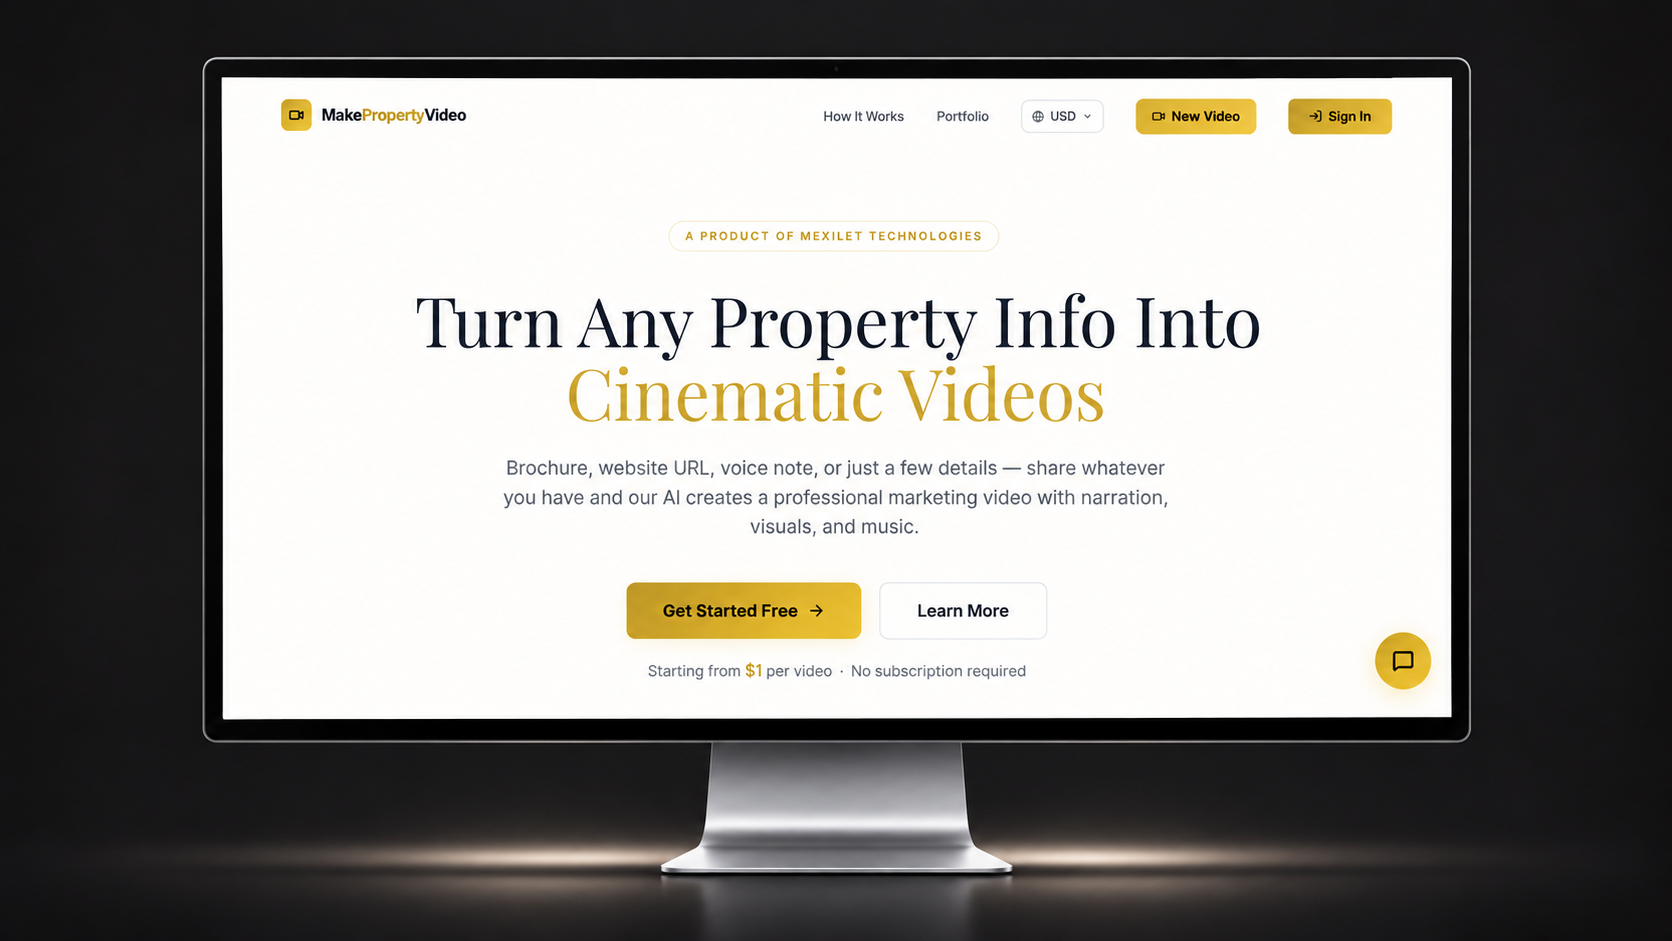 MakePropertyVideo
How It Works
Portfolio
USD
New Video
Sign In
A PRODUCT OF MEXILET TECHNOLOGIES
Turn Any Property Info Into
Cinematic Videos
Brochure, website URL, voice note, or just a few details — share whatever
you have and our AI creates a professional marketing video with narration,
visuals, and music.
Get Started Free →
Learn More
Starting from $1 per video · No subscription required